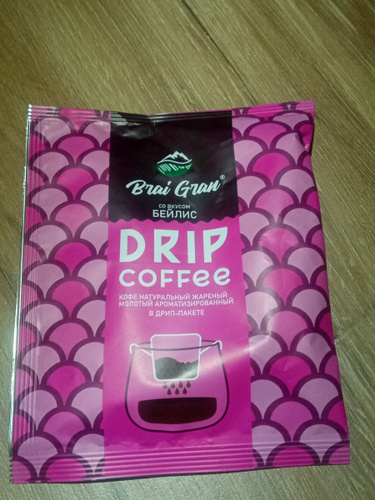 Brai Gran®
со вкусом
БЕЙЛИС
DRIP
COFFEE
КОФЕ НАТУРАЛЬНЫЙ ЖАРЕНЫЙ
МОЛОТЫЙ АРОМАТИЗИРОВАННЫЙ
В ДРИП-ПАКЕТЕ